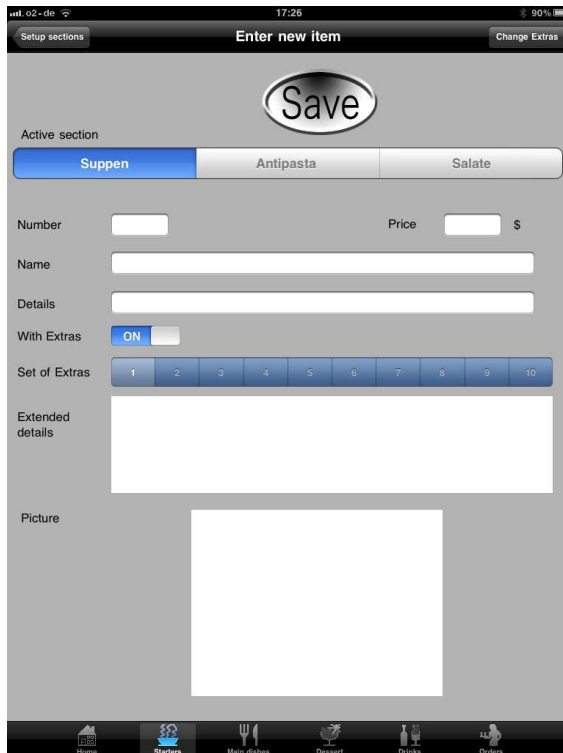 o2-de 17:26 90%
Setup sections Enter new item Change Extras
Save
Active section
Suppen Antipasta Salate
Number Price $
Name
Details
With Extras ON
Set of Extras 1 2 3 4 5 6 7 8 9 10
Extended
details
Picture
Home Starters Main dishes Dessert Drinks Orders